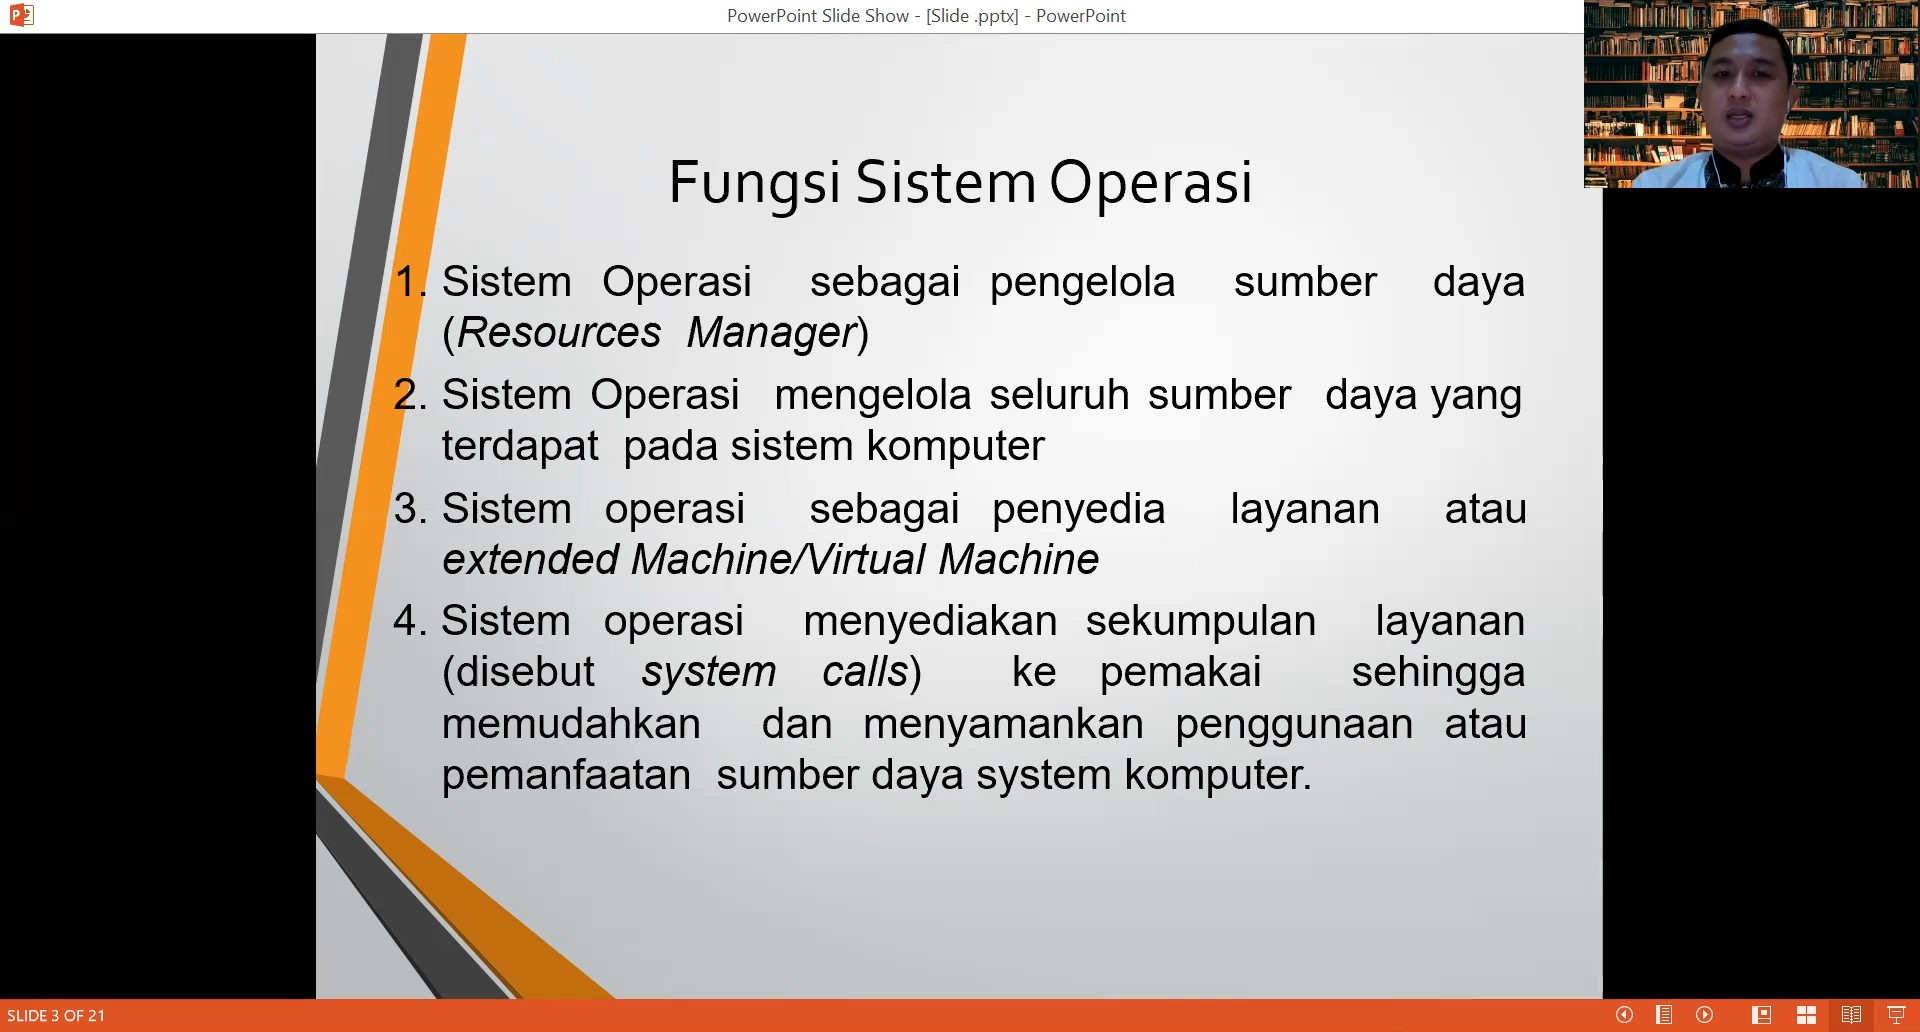 PowerPoint Slide Show - [Slide .pptx] - PowerPoint
Fungsi Sistem Operasi
1. Sistem Operasi sebagai pengelola sumber daya
(Resources Manager)
2. Sistem Operasi mengelola seluruh sumber daya yang
terdapat pada sistem komputer
3. Sistem operasi sebagai penyedia layanan atau
extended Machine/Virtual Machine
4. Sistem operasi menyediakan sekumpulan layanan
(disebut system calls) ke pemakai sehingga
memudahkan dan menyamankan penggunaan atau
pemanfaatan sumber daya system komputer.
SLIDE 3 OF 21